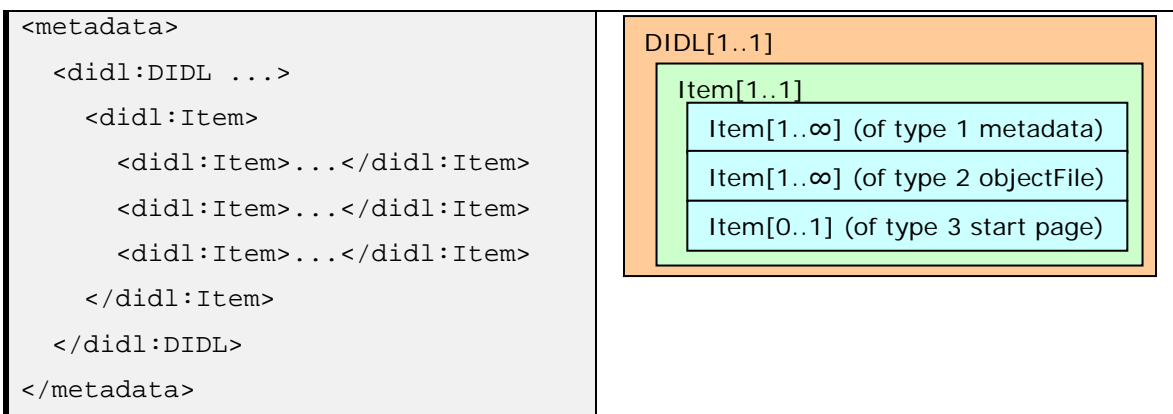 <metadata>
<didl:DIDL ...>
<didl:Item>
<didl:Item>...</didl:Item>
<didl:Item>...</didl:Item>
<didl:Item>...</didl:Item>
</didl:Item>
</didl:DIDL>
</metadata>
DIDL[1..1]
Item[1..1]
Item[1..∞] (of type 1 metadata)
Item[1..∞] (of type 2 objectFile)
Item[0..1] (of type 3 start page)